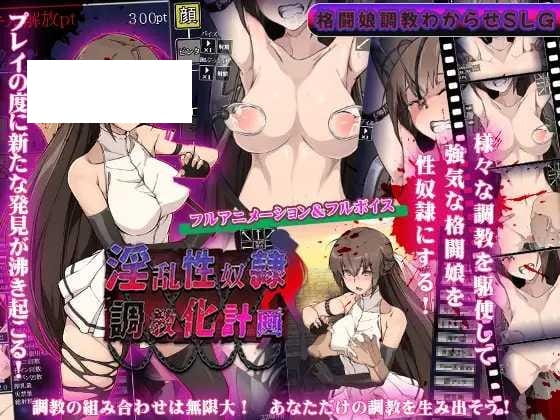 解放pt
300pt
顔
格闘娘調教わからせSLG
プレイの度に新たな発見が沸き起こる！
様々な調教を駆使して
強気な格闘娘を
性奴隷にする！
フルアニメーション＆フルボイス
淫乱性奴隷
調教化計画
調教の組み合わせは無限大！　あなただけの調教を生み出そう！